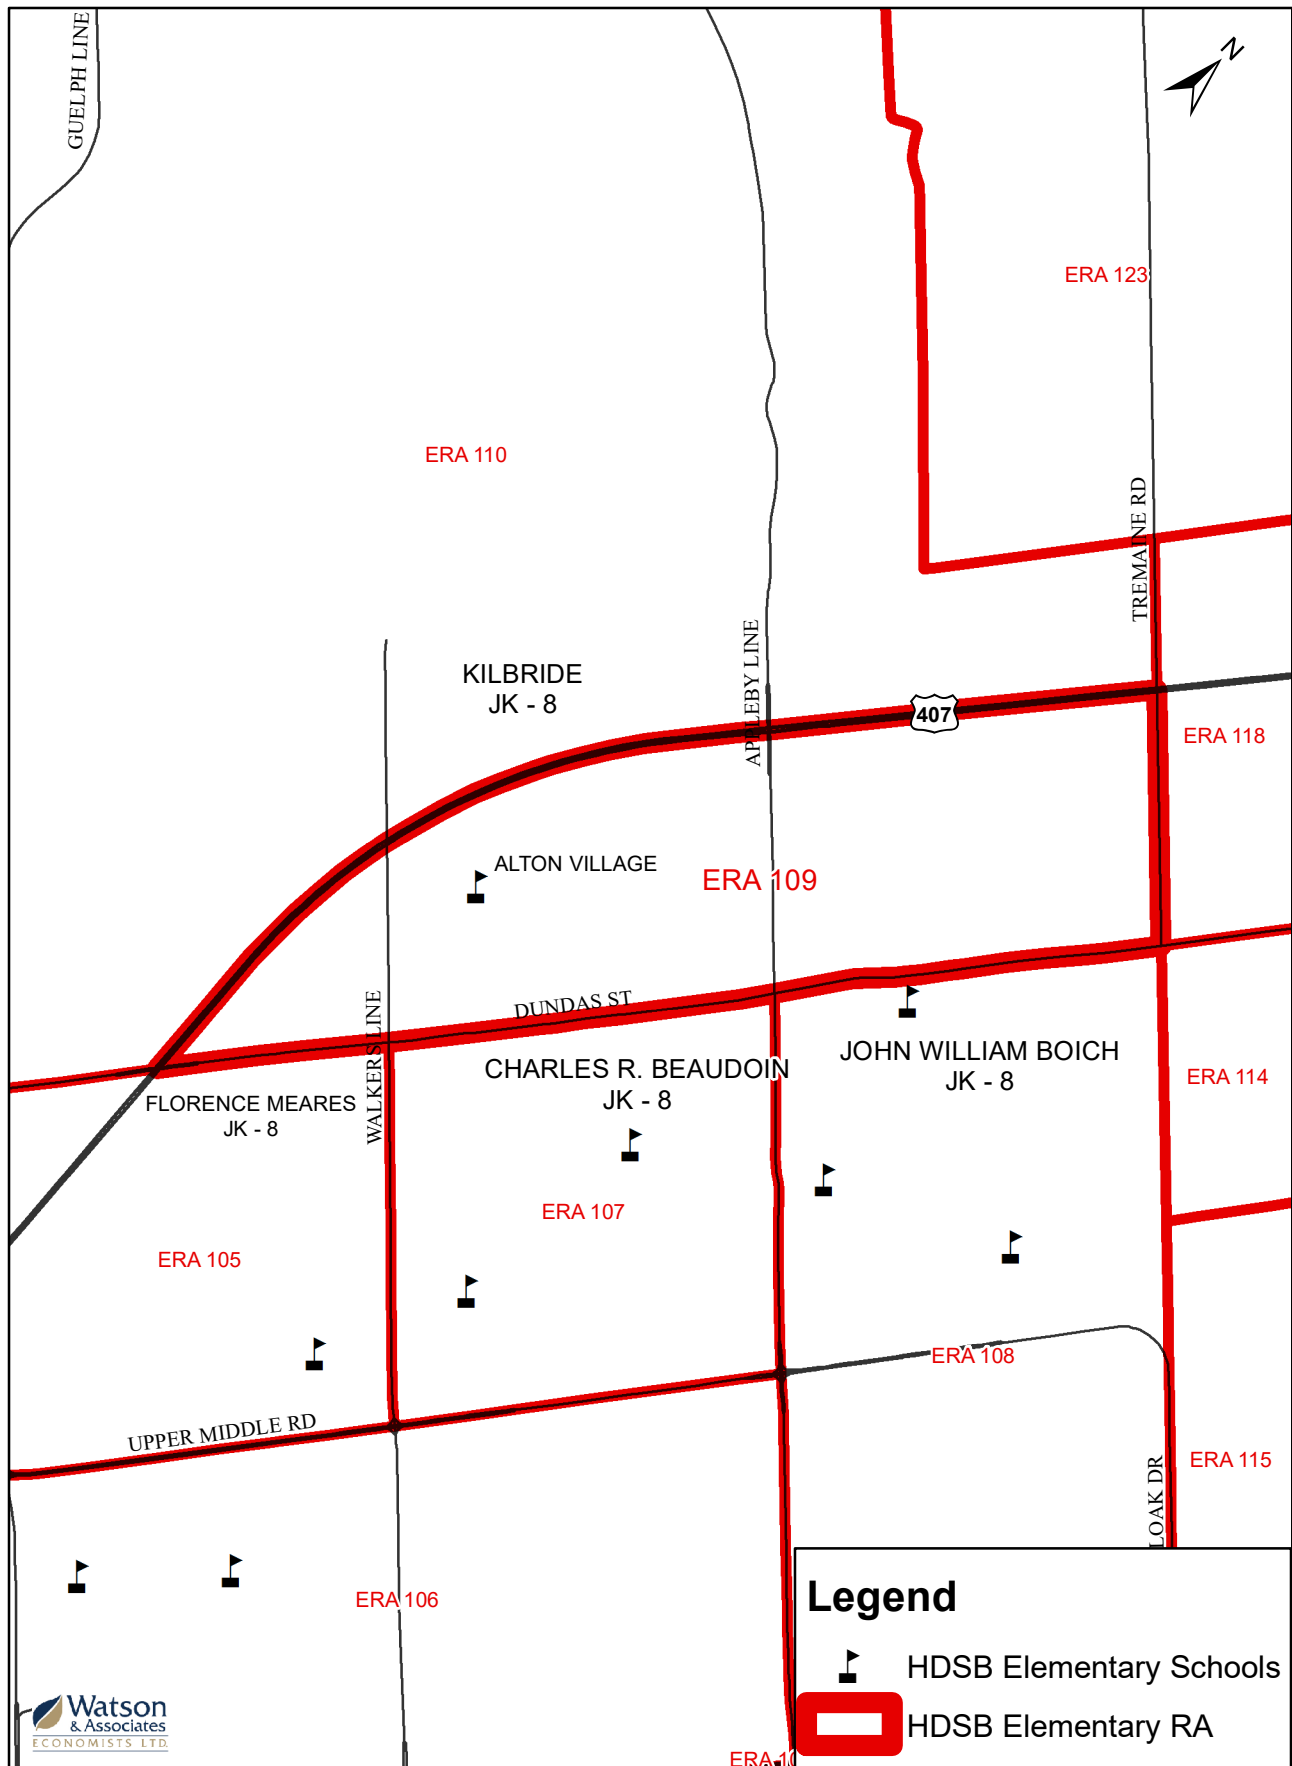 GUELPH LINE
N
ERA 123
ERA 110
TREMAINE RD
KILBRIDE
JK - 8
APPLEBY LINE
407
ERA 118
ALTON VILLAGE
ERA 109
DUNDAS ST
WALKERS LINE
CHARLES R. BEAUDOIN
JK - 8
JOHN WILLIAM BOICH
JK - 8
FLORENCE MEARES
JK - 8
ERA 114
ERA 107
ERA 105
ERA 108
UPPER MIDDLE RD
LOAK DR
ERA 115
ERA 106
Legend
HDSB Elementary Schools
HDSB Elementary RA
Watson
& Associates
ECONOMISTS LTD.